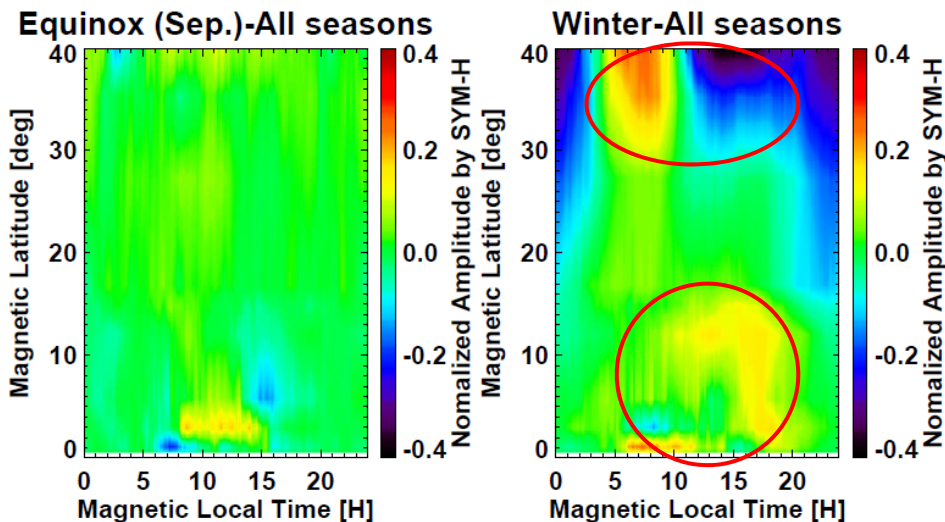 Equinox (Sep.)-All seasons
Magnetic Latitude [deg]
40
30
20
10
0
0 5 10 15 20
Magnetic Local Time [H]
0.4
0.2
0.0
-0.2
-0.4
Nomalized Amplitude by SYM-H
Winter-All seasons
Magnetic Latitude [deg]
40
30
20
10
0
0 5 10 15 20
Magnetic Local Time [H]
0.4
0.2
0.0
-0.2
-0.4
Nomalized Amplitude by SYM-H